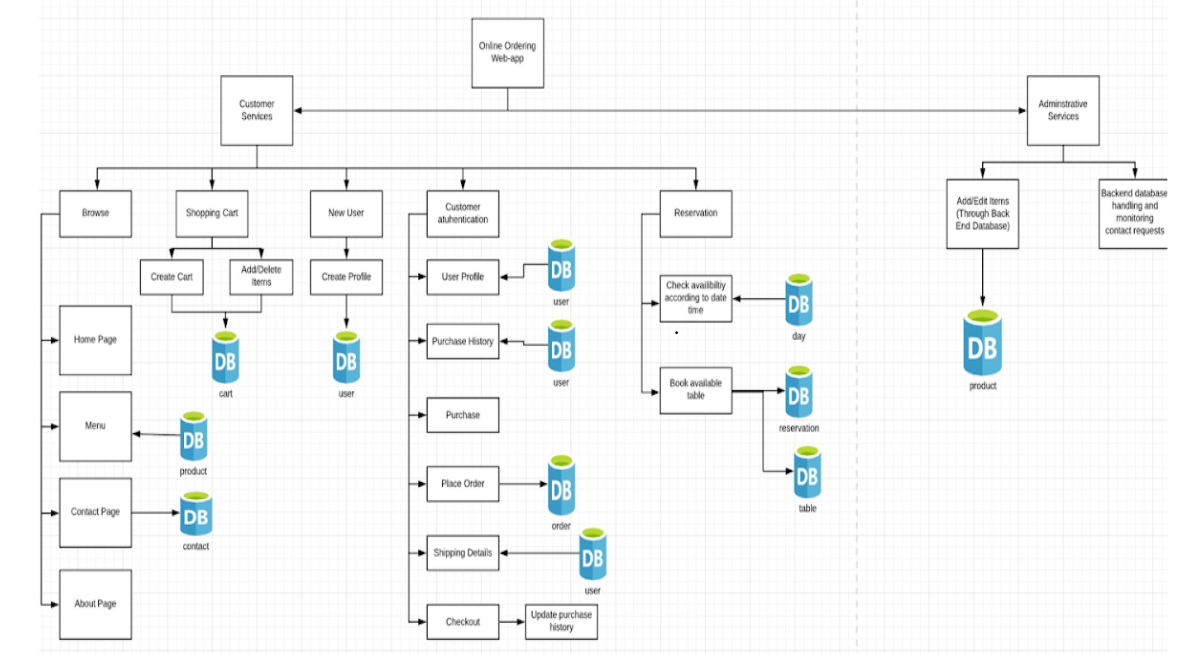 Online Ordering
Web-app
Customer
Services
Adminstrative
Services
Browse
Shopping Cart
New User
Customer
atuhentication
Reservation
Add/Edit Items
(Through Back
End Database)
Backend database
handling and
monitoring
contact requests
Create Cart
Add/Delete
Items
Create Profile
User Profile
DB
user
Check availibiltiy
according to date
time
DB
day
Home Page
DB
cart
DB
user
Purchase History
DB
user
DB
product
Menu
DB
product
Purchase
Book available
table
DB
reservation
DB
table
Contact Page
DB
contact
Place Order
DB
order
Shipping Details
DB
user
About Page
Checkout
Update purchase
history